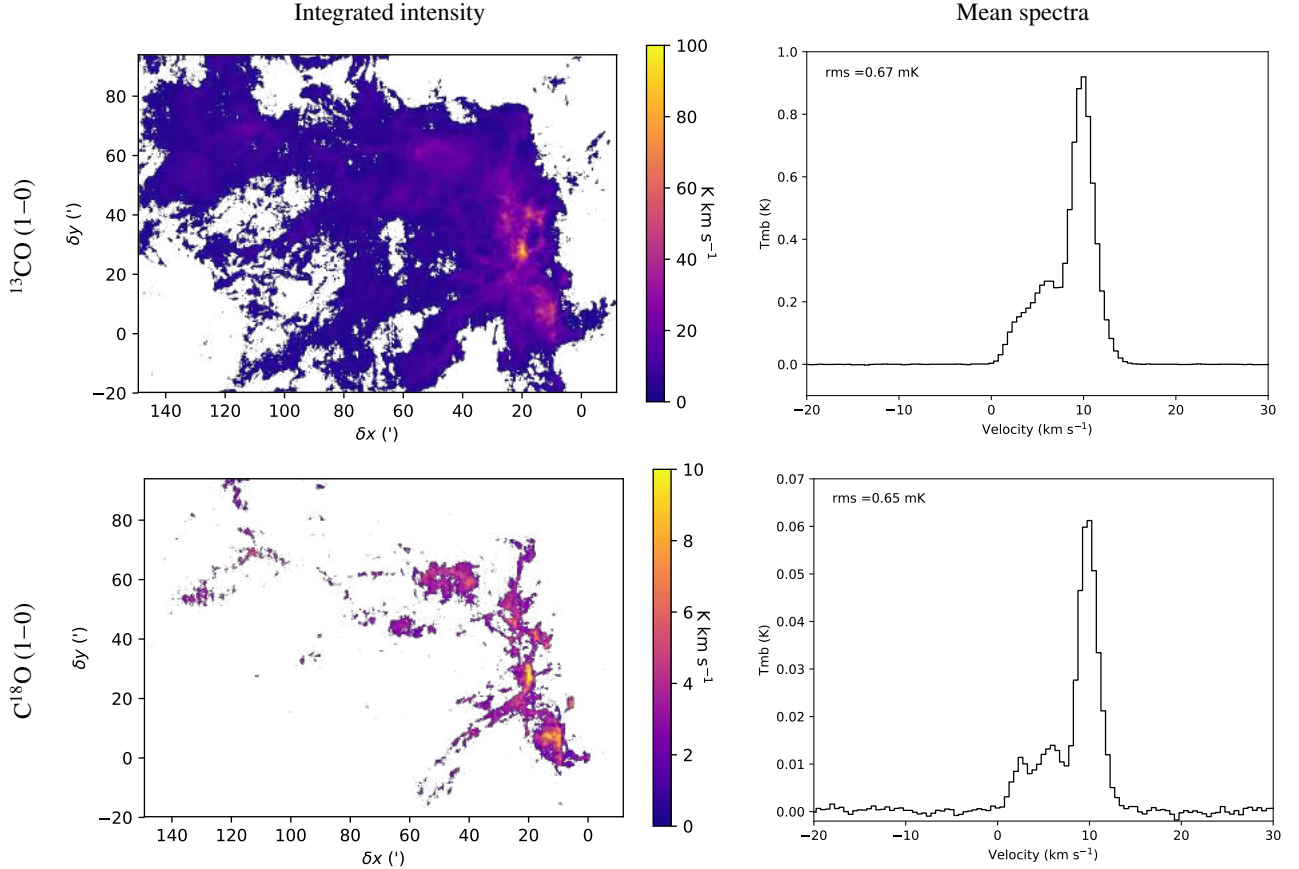 Integrated intensity
Mean spectra
¹³CO (1−0)
δy (')
80
60
40
20
0
−20
140 120 100 80 60 40 20 0
δx (')
100
80
60
40
20
0
K km s⁻¹
rms =0.67 mK
Tmb (K)
1.0
0.8
0.6
0.4
0.2
0.0
−20 −10 0 10 20 30
Velocity (km s⁻¹)
C¹⁸O (1−0)
δy (')
80
60
40
20
0
−20
140 120 100 80 60 40 20 0
δx (')
10
8
6
4
2
0
K km s⁻¹
rms =0.65 mK
Tmb (K)
0.07
0.06
0.05
0.04
0.03
0.02
0.01
0.00
−20 −10 0 10 20 30
Velocity (km s⁻¹)